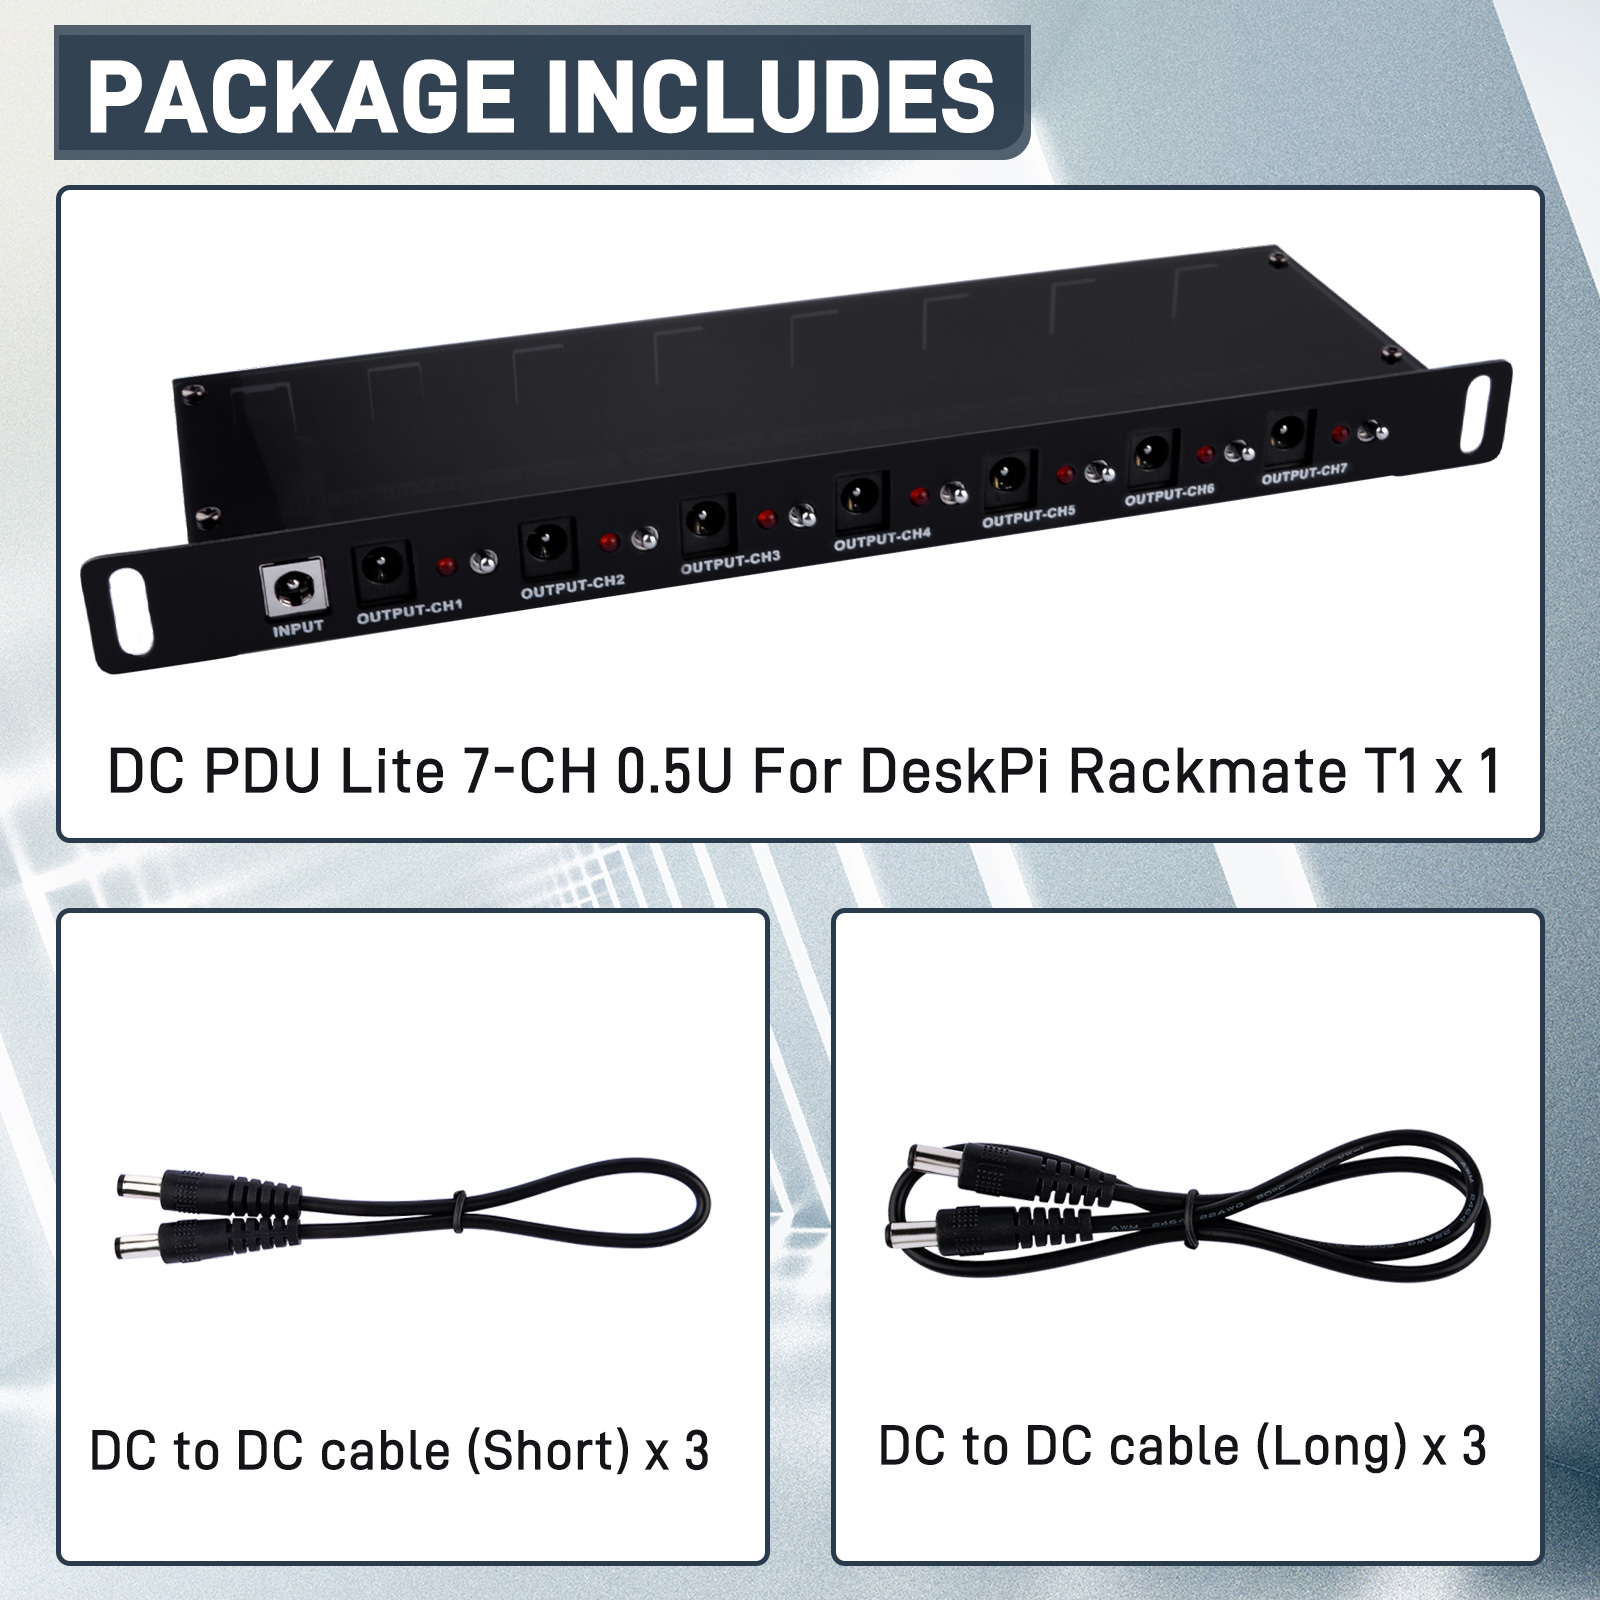 PACKAGE INCLUDES
INPUT
OUTPUT-CH1
OUTPUT-CH2
OUTPUT-CH3
OUTPUT-CH4
OUTPUT-CH5
OUTPUT-CH6
OUTPUT-CH7
DC PDU Lite 7-CH 0.5U For DeskPi Rackmate T1 x 1
DC to DC cable (Short) x 3
DC to DC cable (Long) x 3